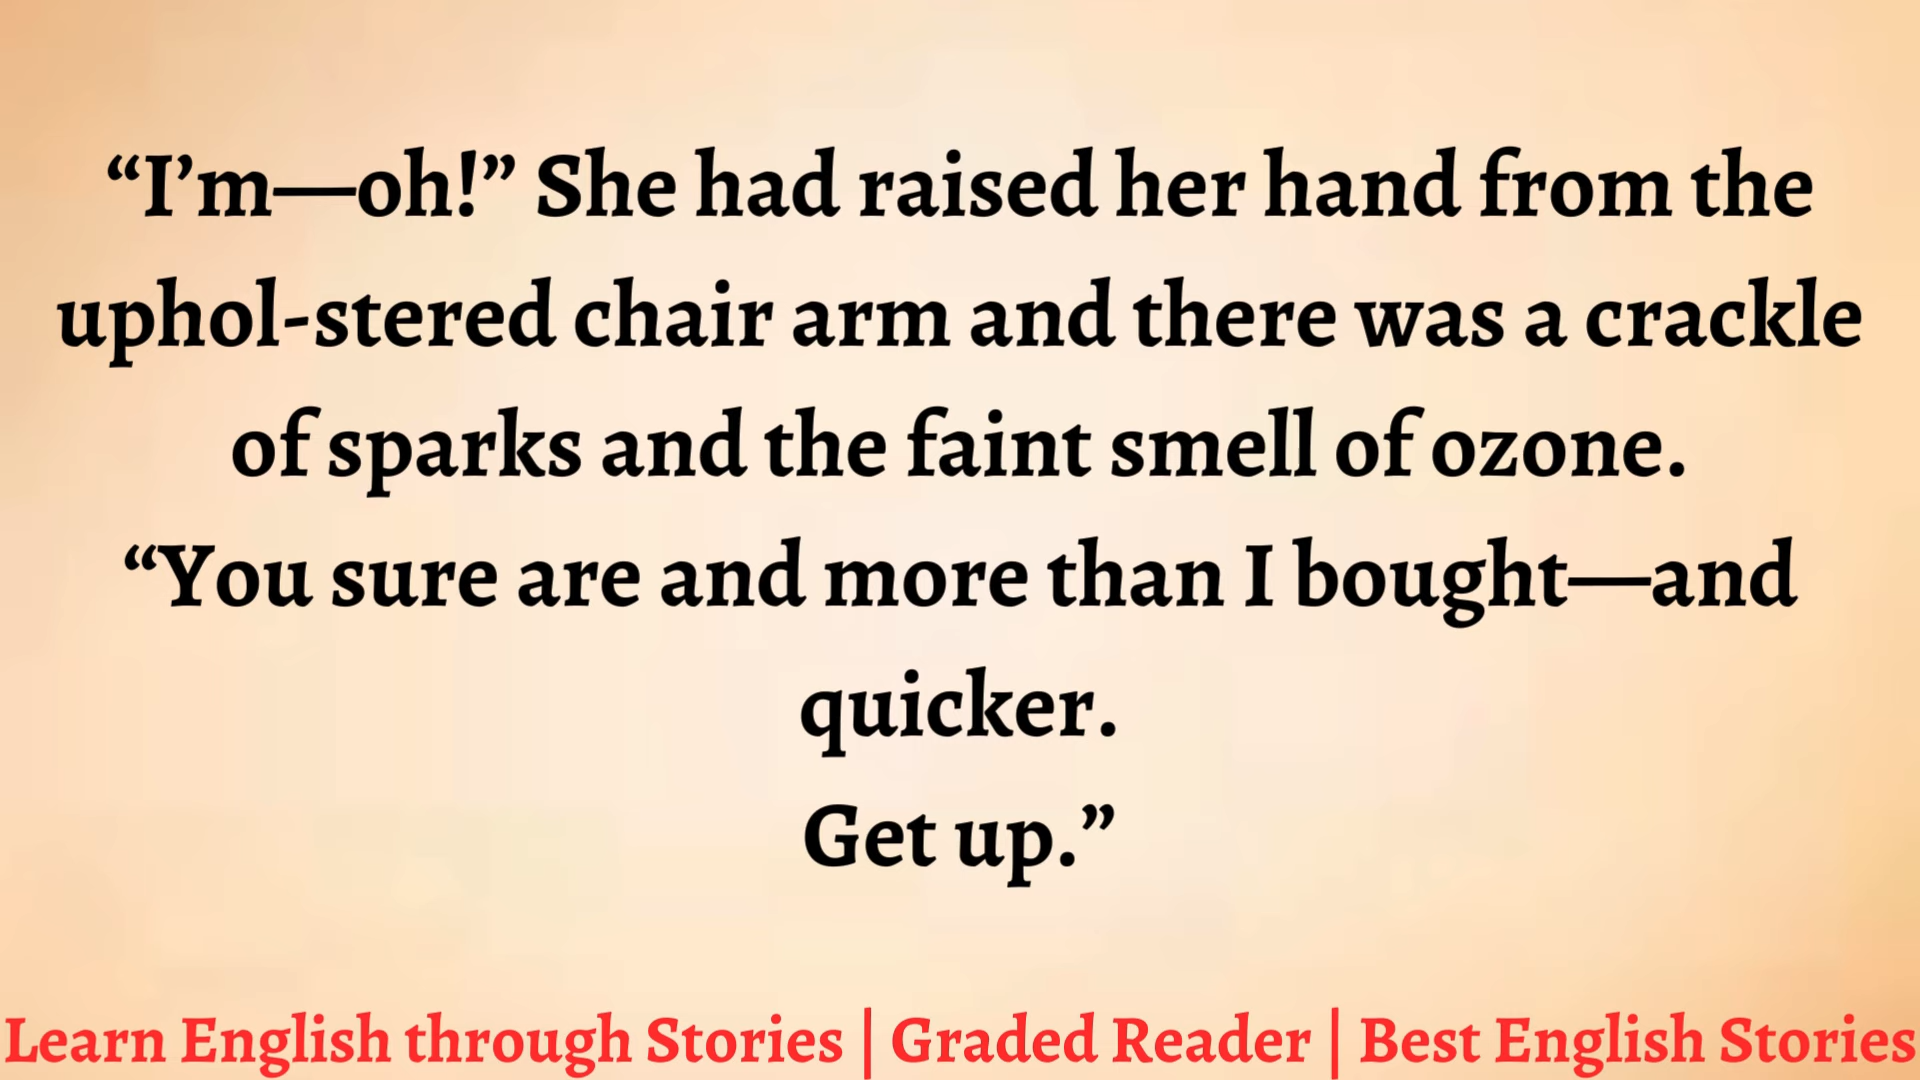 “I’m—oh!” She had raised her hand from the
uphol-stered chair arm and there was a crackle
of sparks and the faint smell of ozone.
“You sure are and more than I bought—and
quicker.
Get up.”
Learn English through Stories | Graded Reader | Best English Stories